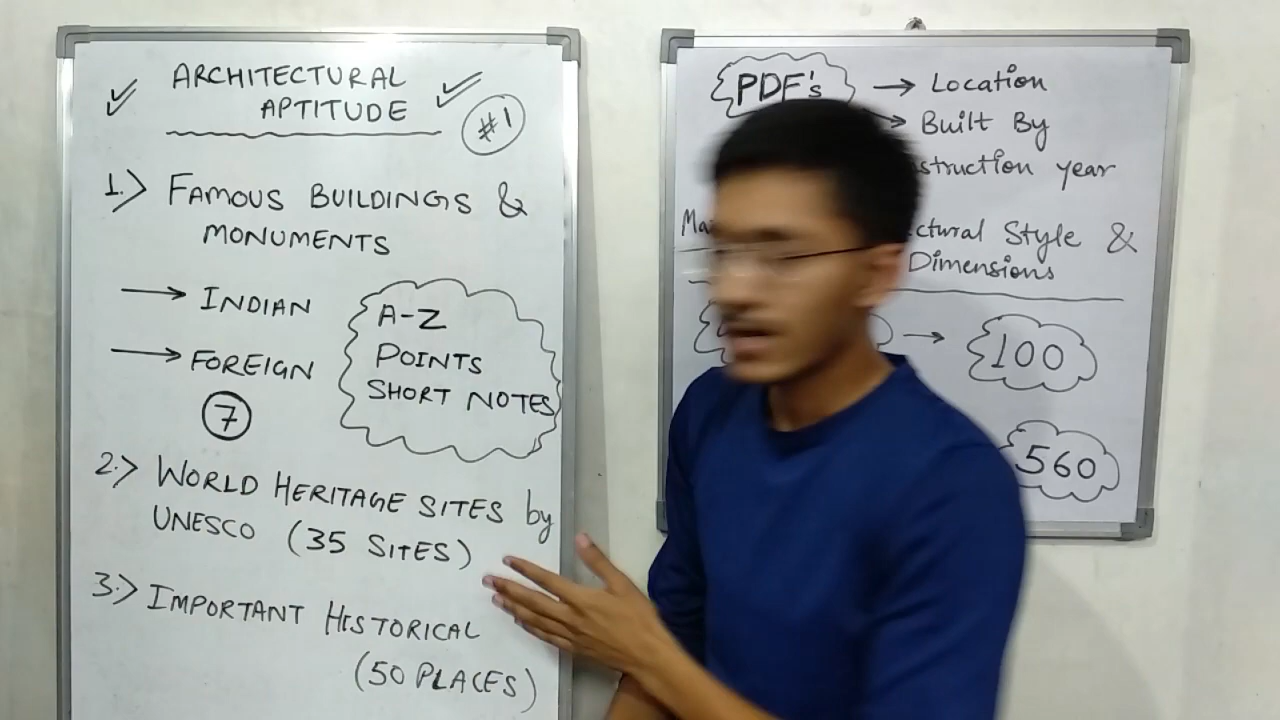 ARCHITECTURAL
APTITUDE
#1
1.> FAMOUS BUILDINGS &
MONUMENTS
→ INDIAN
→ FOREIGN
7
A-Z
POINTS
SHORT NOTES
2.> WORLD HERITAGE SITES by
UNESCO (35 SITES)
3.> IMPORTANT HISTORICAL
(50 PLACES)
PDF's → Location
→ Built By
struction year
Ma
ctural Style &
Dimensions
→ 100
560